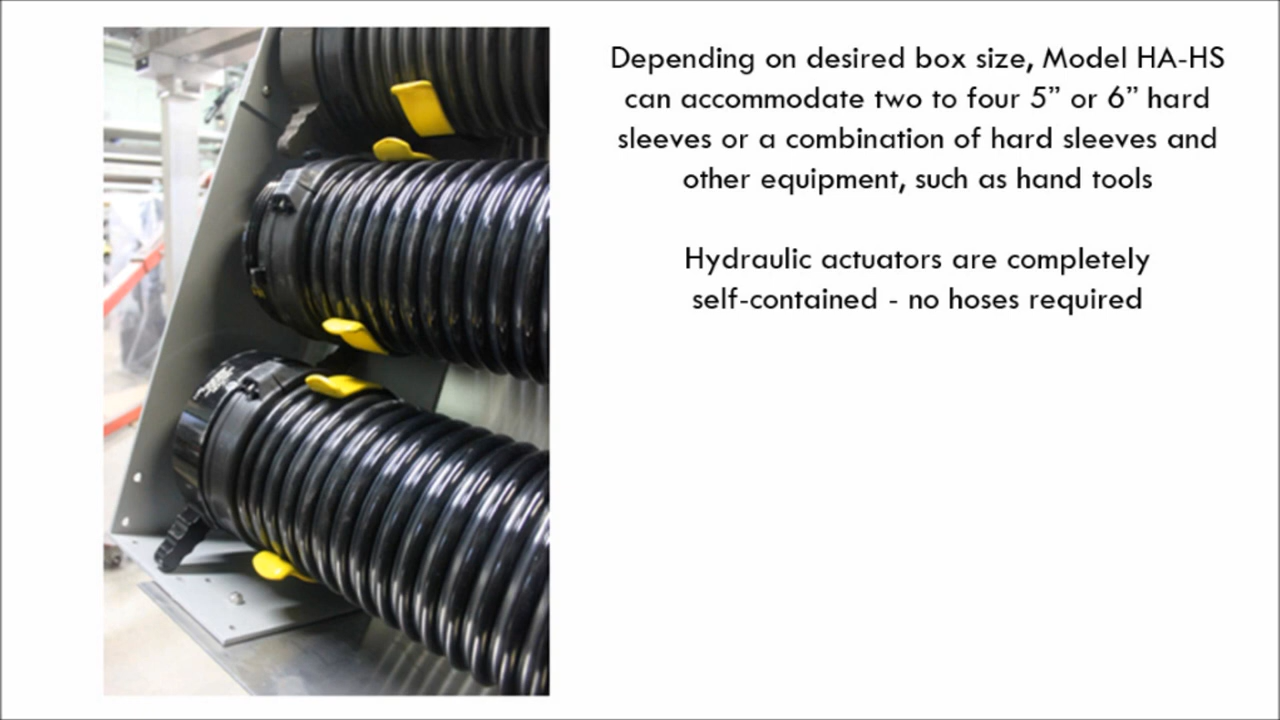 Depending on desired box size, Model HA-HS
can accommodate two to four 5” or 6” hard
sleeves or a combination of hard sleeves and
other equipment, such as hand tools
Hydraulic actuators are completely
self-contained - no hoses required